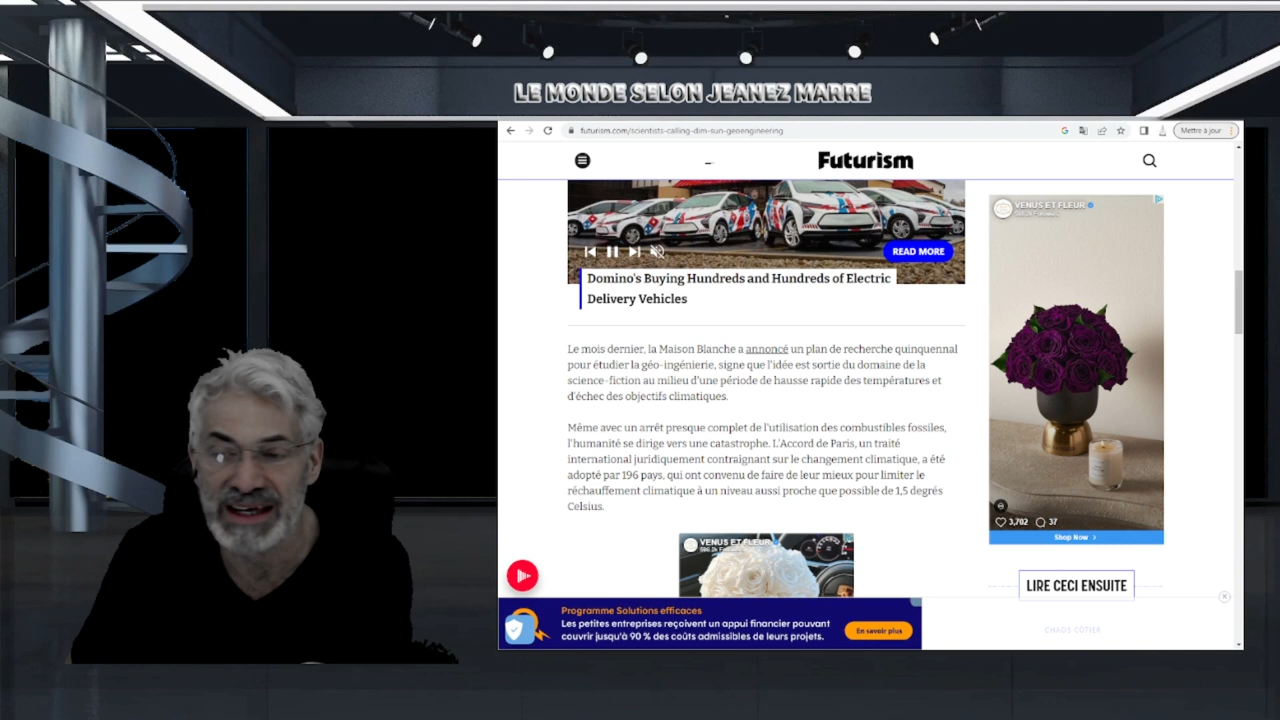 LE MONDE SELON JEANEZ MARRE
futurism.com/scientists-calling-dim-sun-geoengineering
Mettre à jour
Futurism
READ MORE
Domino's Buying Hundreds and Hundreds of Electric
Delivery Vehicles
Le mois dernier, la Maison Blanche a annoncé un plan de recherche quinquennal
pour étudier la géo-ingénierie, signe que l'idée est sortie du domaine de la
science-fiction au milieu d'une période de hausse rapide des températures et
d'échec des objectifs climatiques.
Même avec un arrêt presque complet de l'utilisation des combustibles fossiles,
l'humanité se dirige vers une catastrophe. L'Accord de Paris, un traité
international juridiquement contraignant sur le changement climatique, a été
adopté par 196 pays, qui ont convenu de faire de leur mieux pour limiter le
réchauffement climatique à un niveau aussi proche que possible de 1,5 degrés
Celsius.
VENUS ET FLEUR
VENUS ET FLEUR
Followers
3,702 37
Shop Now >
LIRE CECI ENSUITE
CHAOS CÔTIER
Programme Solutions efficaces
Les petites entreprises reçoivent un appui financier pouvant
couvrir jusqu'à 90 % des coûts admissibles de leurs projets.
En savoir plus